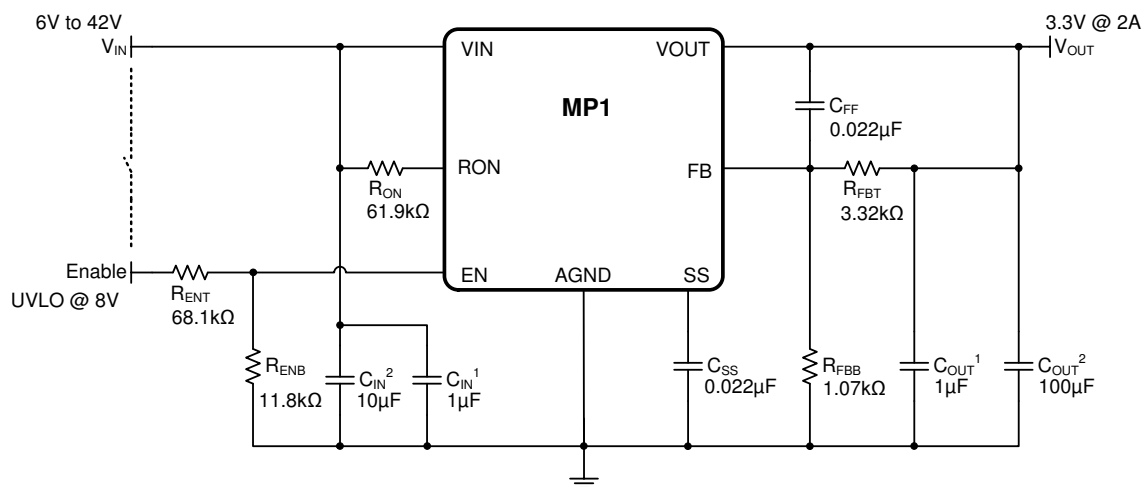 6V to 42V
3.3V @ 2A
VIN
VIN
VOUT
VOUT
MP1
CFF
0.022µF
RON
FB
RON
61.9kΩ
RFBT
3.32kΩ
Enable
EN
AGND
SS
UVLO @ 8V
RENT
68.1kΩ
RENB
11.8kΩ
CIN²
10µF
CIN¹
1µF
CSS
0.022µF
RFBB
1.07kΩ
COUT¹
1µF
COUT²
100µF